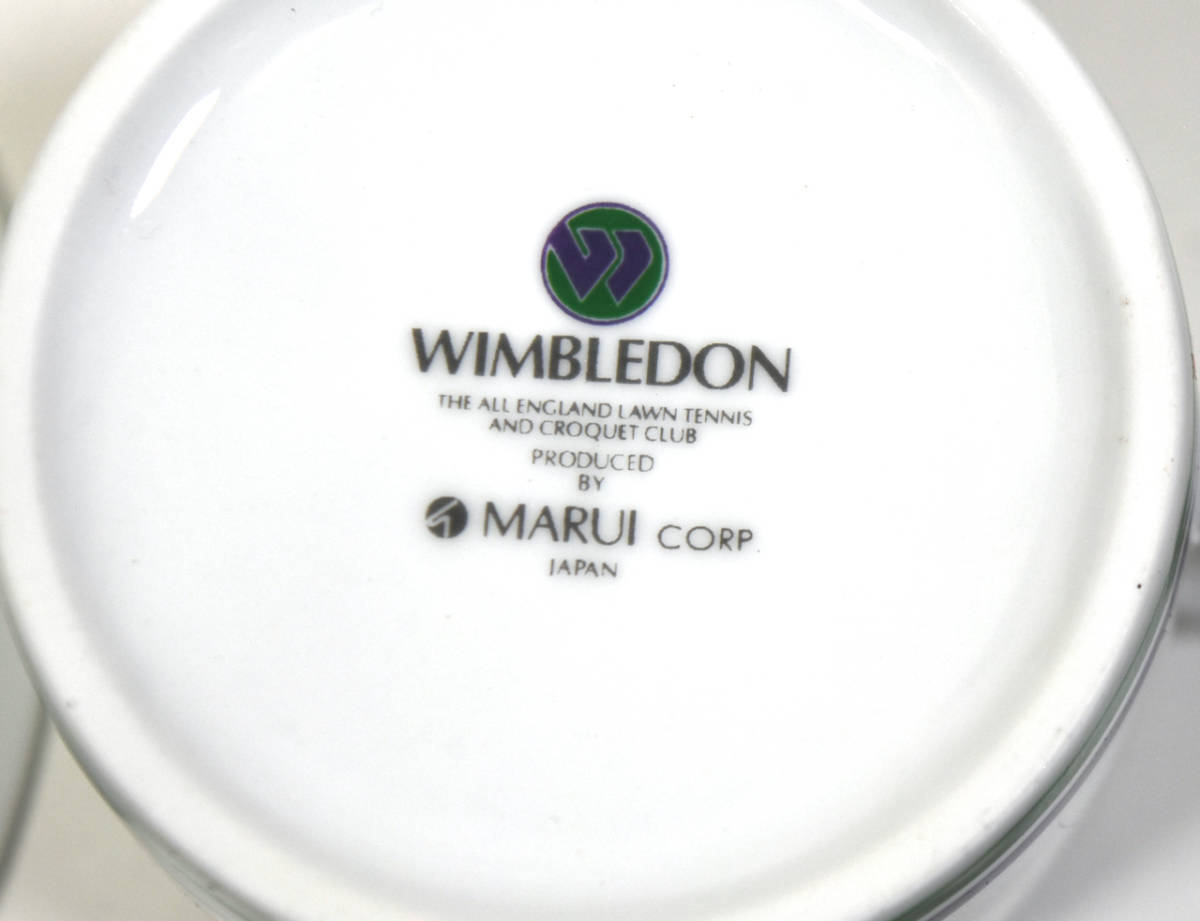 WIMBLEDON
THE ALL ENGLAND LAWN TENNIS
AND CROQUET CLUB
PRODUCED
BY
MARUI CORP.
JAPAN